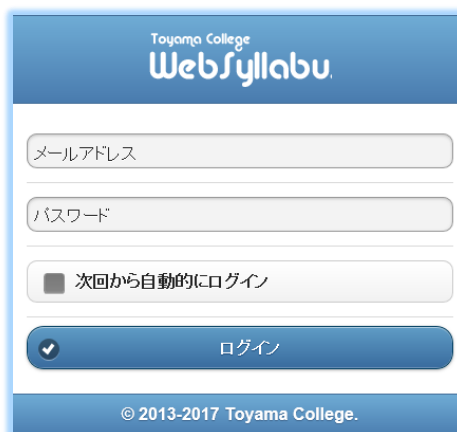 Toyama College
WebSyllabu
メールアドレス
パスワード
次回から自動的にログイン
ログイン
© 2013-2017 Toyama College.